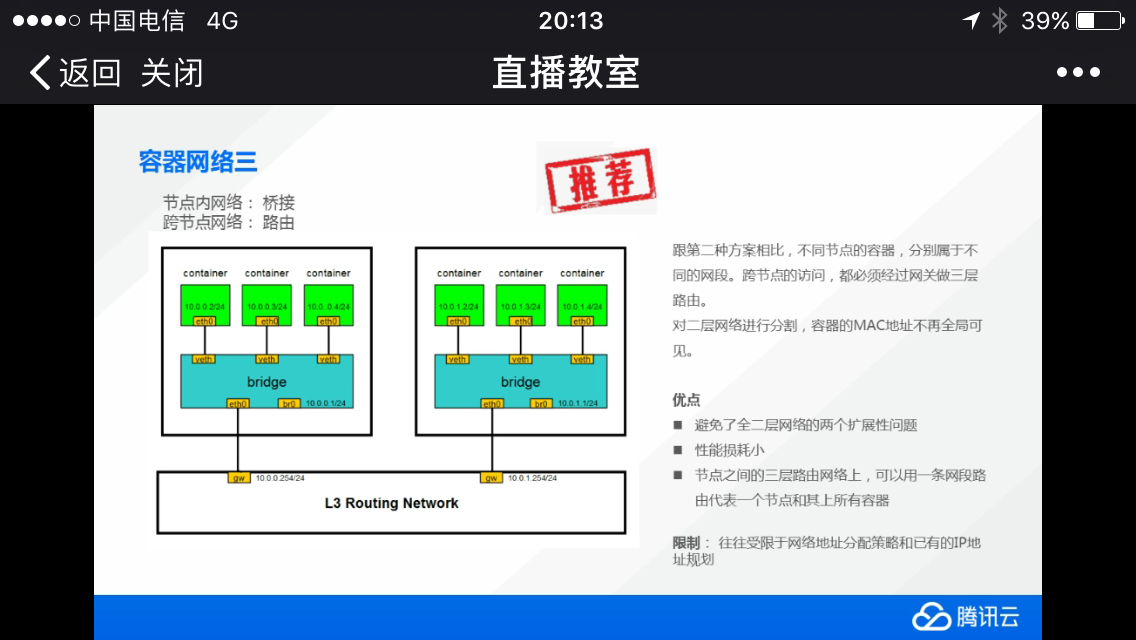 中国电信 4G 20:13 39%
返回 关闭 直播教室
容器网络三
推荐
节点内网络： 桥接
跨节点网络： 路由
container container container
10.0.0.2/24 10.0.0.3/24 10.0..0.4/24
eth0 eth0 eth0
veth veth veth
bridge
eth0 br0 10.0.0.1/24
container container container
10.0.1.2/24 10.0.1.3/24 10.0.1.4/24
eth0 eth0 eth0
veth veth veth
bridge
eth0 br0 10.0.1.1/24
gw 10.0.0.254/24 gw 10.0.1.254/24
L3 Routing Network
跟第二种方案相比，不同节点的容器，分别属于不
同的网段。跨节点的访问，都必须经过网关做三层
路由。
对二层网络进行分割，容器的MAC地址不再全局可
见。
优点
■ 避免了全二层网络的两个扩展性问题
■ 性能损耗小
■ 节点之间的三层路由网络上，可以用一条网段路
由代表一个节点和其上所有容器
限制： 往往受限于网络地址分配策略和已有的IP地
址规划
腾讯云